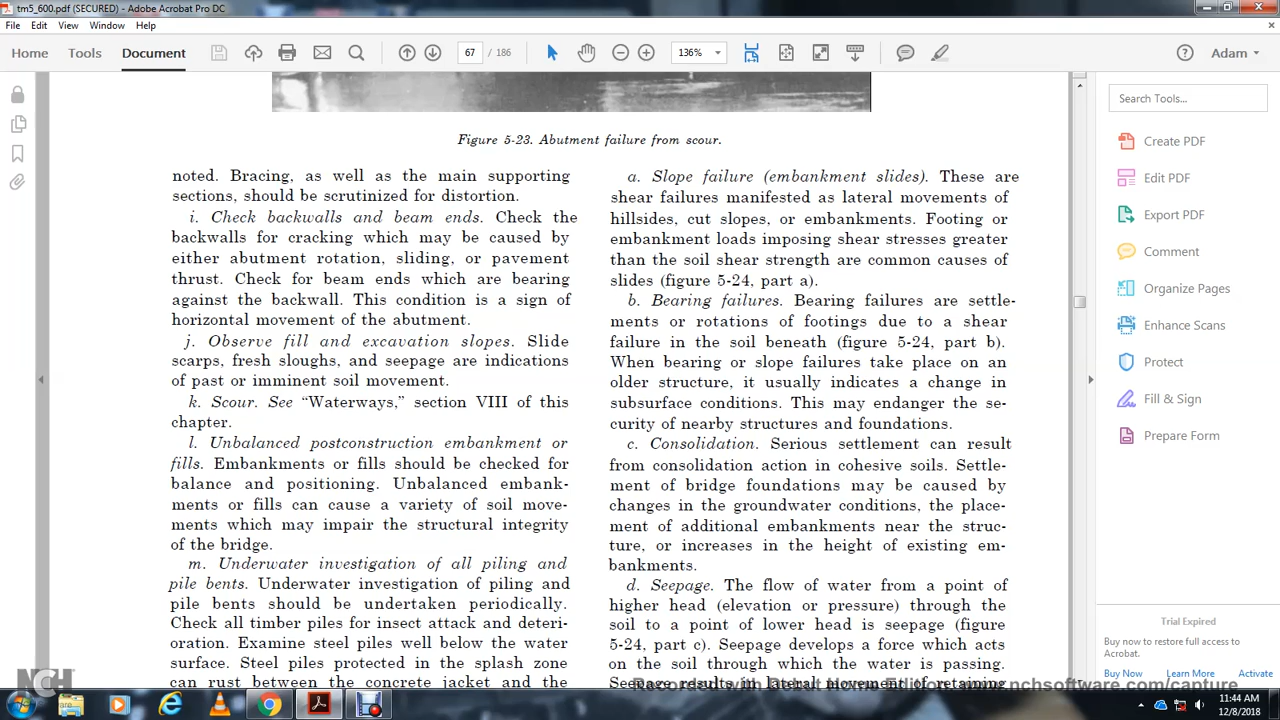 tm5_600.pdf (SECURED) - Adobe Acrobat Pro DC
File Edit View Window Help
Home Tools Document 67 / 186 136% Adam
Figure 5-23. Abutment failure from scour.
noted. Bracing, as well as the main supporting
sections, should be scrutinized for distortion.
i. Check backwalls and beam ends. Check the
backwalls for cracking which may be caused by
either abutment rotation, sliding, or pavement
thrust. Check for beam ends which are bearing
against the backwall. This condition is a sign of
horizontal movement of the abutment.
j. Observe fill and excavation slopes. Slide
scarps, fresh sloughs, and seepage are indications
of past or imminent soil movement.
k. Scour. See “Waterways,” section VIII of this
chapter.
l. Unbalanced postconstruction embankment or
fills. Embankments or fills should be checked for
balance and positioning. Unbalanced embank-
ments or fills can cause a variety of soil move-
ments which may impair the structural integrity
of the bridge.
m. Underwater investigation of all piling and
pile bents. Underwater investigation of piling and
pile bents should be undertaken periodically.
Check all timber piles for insect attack and deteri-
oration. Examine steel piles well below the water
surface. Steel piles protected in the splash zone
can rust between the concrete jacket and the
a. Slope failure (embankment slides). These are
shear failures manifested as lateral movements of
hillsides, cut slopes, or embankments. Footing or
embankment loads imposing shear stresses greater
than the soil shear strength are common causes of
slides (figure 5-24, part a).
b. Bearing failures. Bearing failures are settle-
ments or rotations of footings due to a shear
failure in the soil beneath (figure 5-24, part b).
When bearing or slope failures take place on an
older structure, it usually indicates a change in
subsurface conditions. This may endanger the se-
curity of nearby structures and foundations.
c. Consolidation. Serious settlement can result
from consolidation action in cohesive soils. Settle-
ment of bridge foundations may be caused by
changes in the groundwater conditions, the place-
ment of additional embankments near the struc-
ture, or increases in the height of existing em-
bankments.
d. Seepage. The flow of water from a point of
higher head (elevation or pressure) through the
soil to a point of lower head is seepage (figure
5-24, part c). Seepage develops a force which acts
on the soil through which the water is passing.
Seepage results in lateral movement of retaining
Search Tools...
Create PDF
Edit PDF
Export PDF
Comment
Organize Pages
Enhance Scans
Protect
Fill & Sign
Prepare Form
Trial Expired
Buy now to restore full access to
Acrobat.
Buy Now Learn More Activate
NCH
Recorded with Debut Home Edition www.nchsoftware.com/capture
11:44 AM
12/8/2018